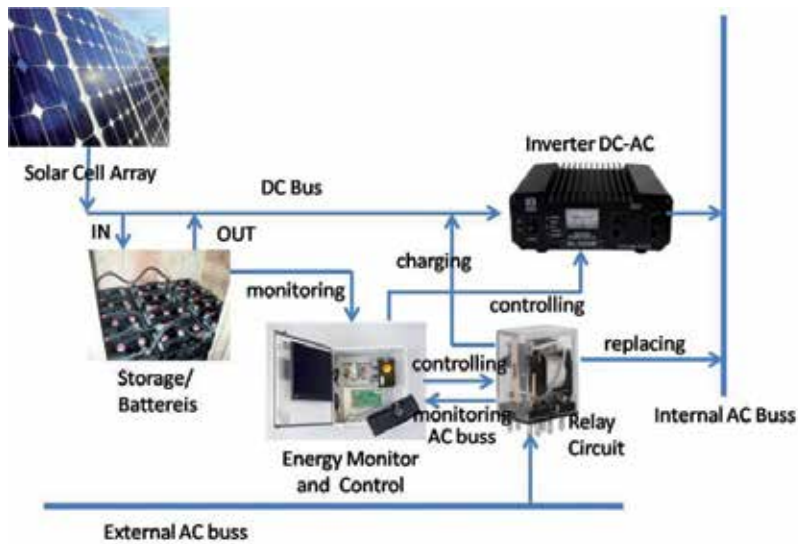 Solar Cell Array
Inverter DC-AC
DC Bus
IN
OUT
charging
monitoring
controlling
controlling
replacing
monitoring
AC buss
Storage/
Battereis
Relay
Circuit
Internal AC Buss
Energy Monitor
and Control
External AC buss